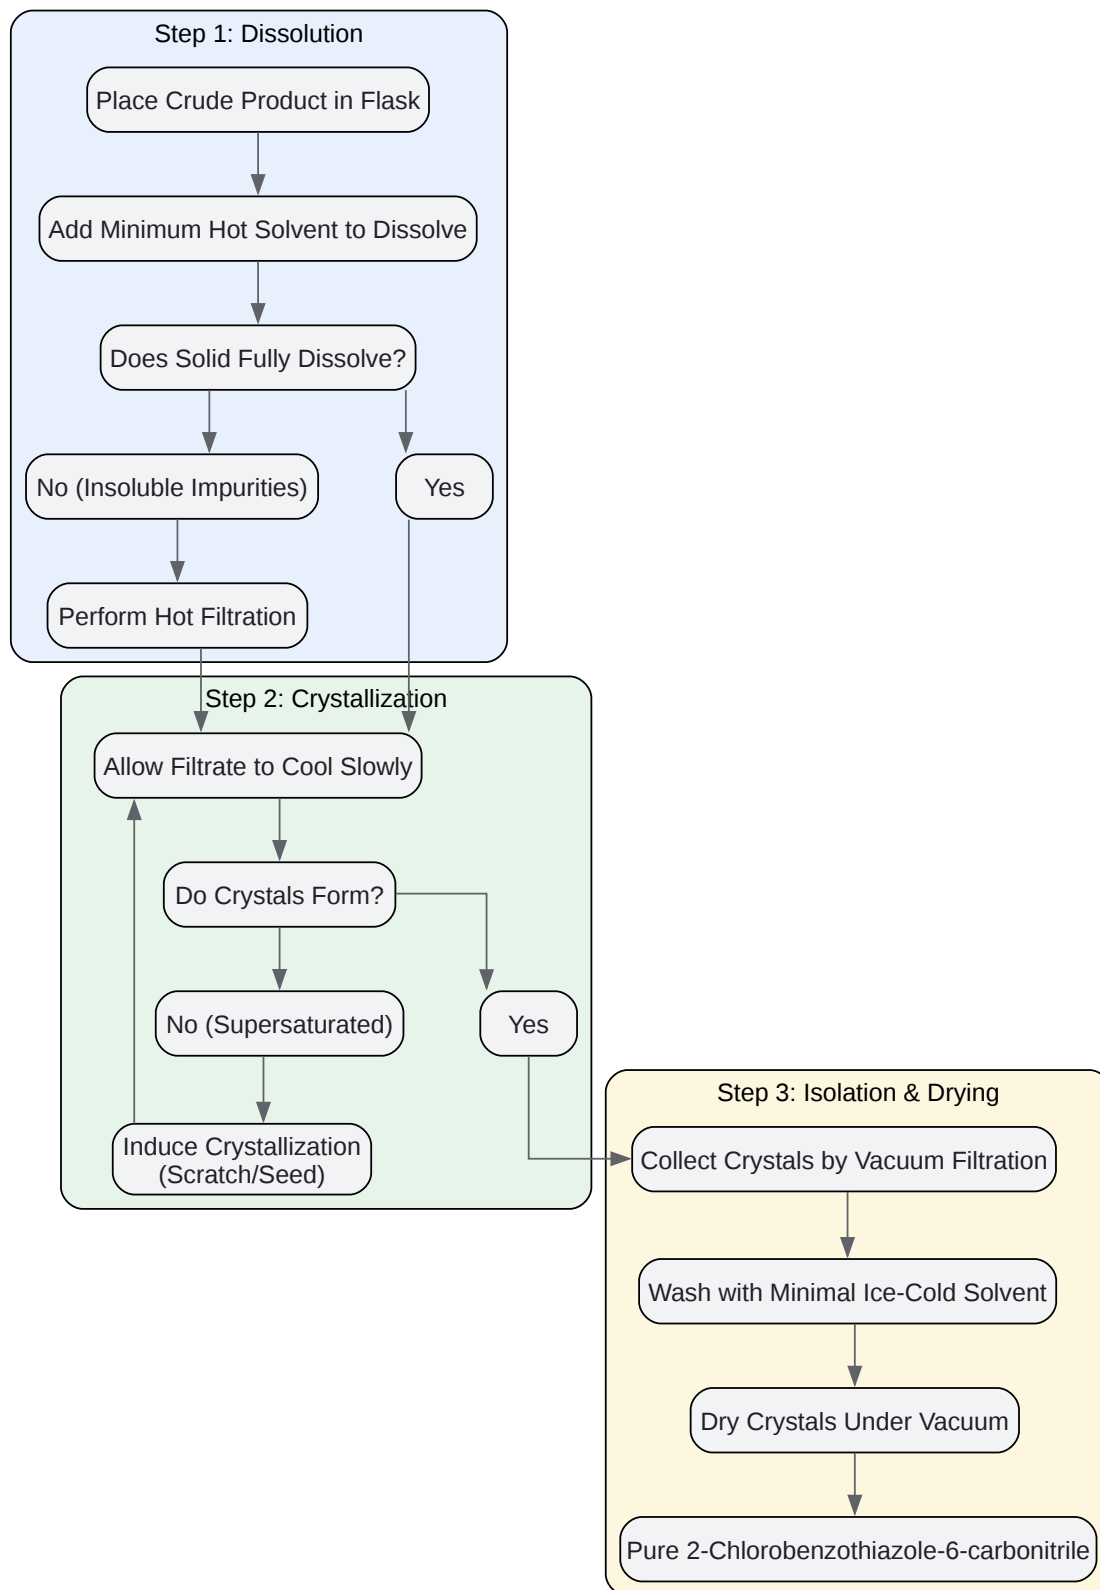 Step 1: Dissolution
Place Crude Product in Flask
Add Minimum Hot Solvent to Dissolve
Does Solid Fully Dissolve?
No (Insoluble Impurities)
Yes
Perform Hot Filtration
Step 2: Crystallization
Allow Filtrate to Cool Slowly
Do Crystals Form?
No (Supersaturated)
Yes
Induce Crystallization
(Scratch/Seed)
Step 3: Isolation & Drying
Collect Crystals by Vacuum Filtration
Wash with Minimal Ice-Cold Solvent
Dry Crystals Under Vacuum
Pure 2-Chlorobenzothiazole-6-carbonitrile